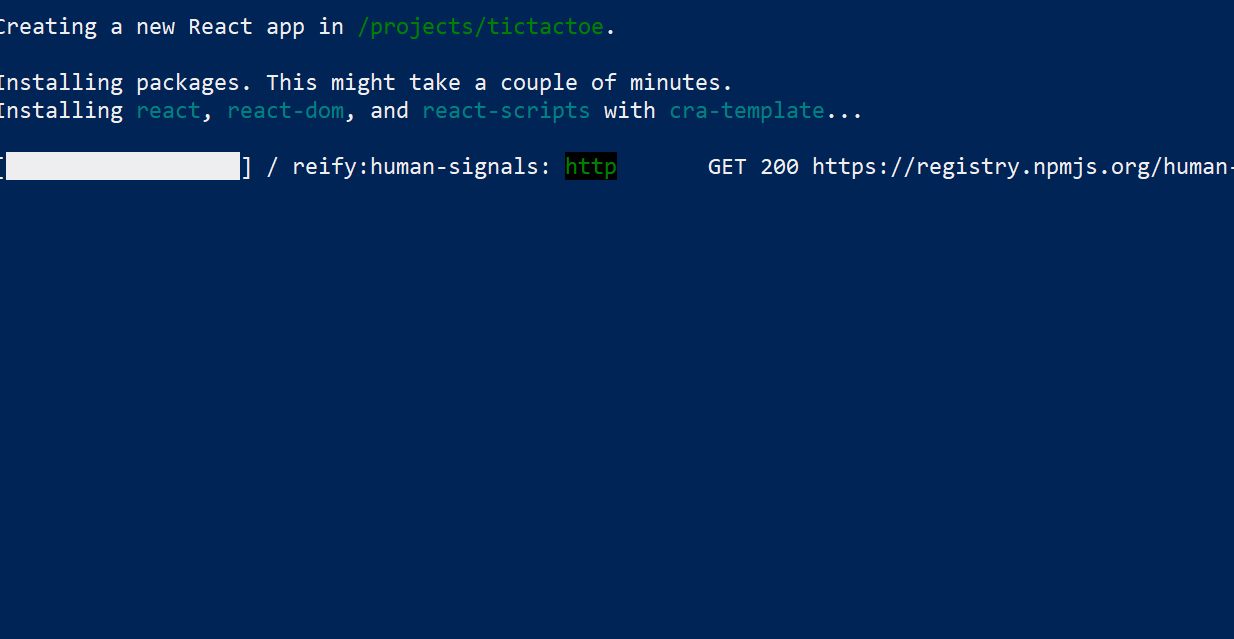 Creating a new React app in /projects/tictactoe.
Installing packages. This might take a couple of minutes.
Installing react, react-dom, and react-scripts with cra-template...
[                  ] / reify:human-signals: http GET 200 https://registry.npmjs.org/human-